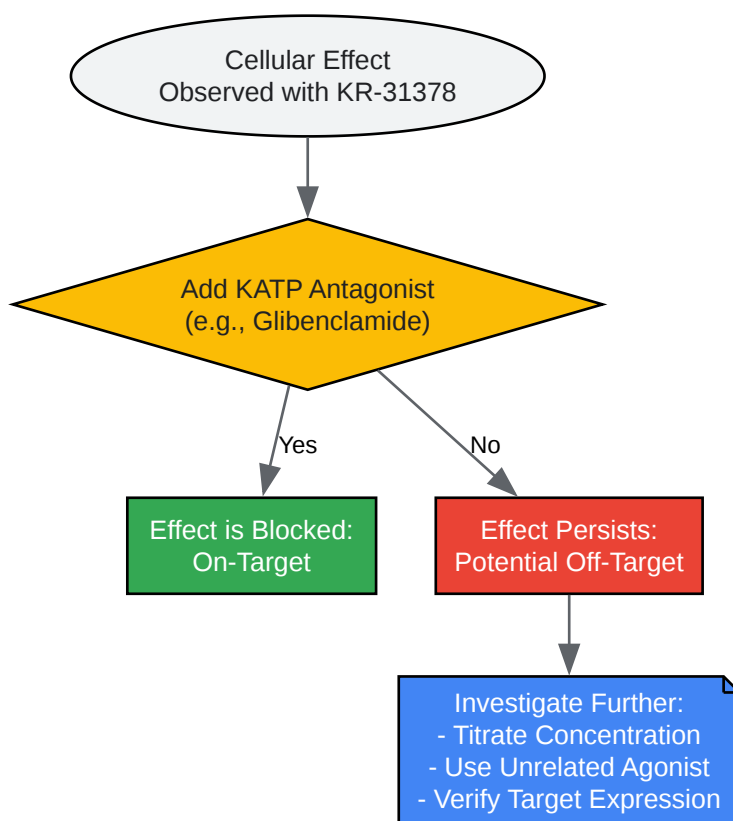 Cellular Effect
Observed with KR-31378
Add KATP Antagonist
(e.g., Glibenclamide)
Yes
No
Effect is Blocked:
On-Target
Effect Persists:
Potential Off-Target
Investigate Further:
- Titrate Concentration
- Use Unrelated Agonist
- Verify Target Expression